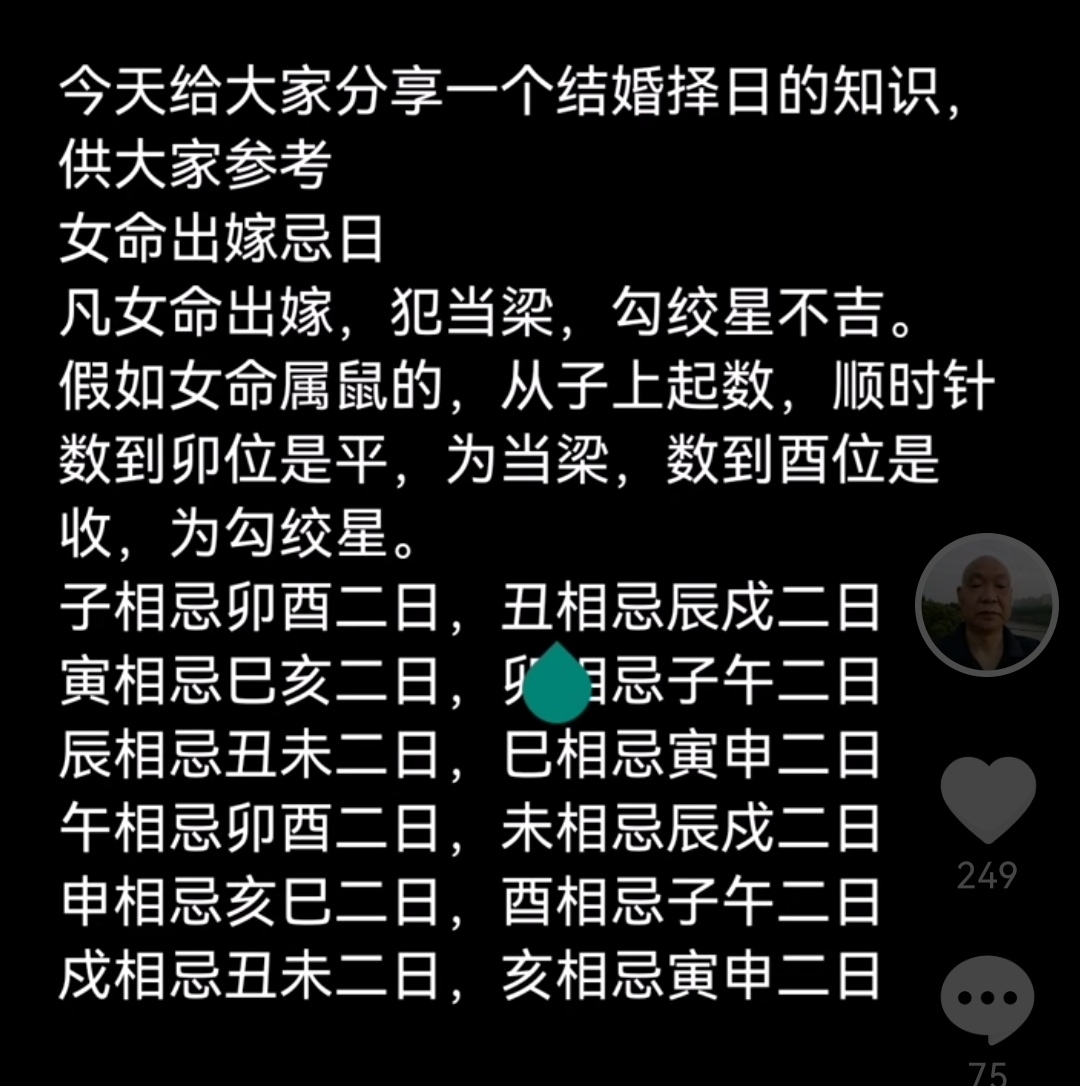 今天给大家分享一个结婚择日的知识，
供大家参考
女命出嫁忌日
凡女命出嫁，犯当梁，勾绞星不吉。
假如女命属鼠的，从子上起数，顺时针
数到卯位是平，为当梁，数到酉位是
收，为勾绞星。
子相忌卯酉二日，丑相忌辰戍二日
寅相忌巳亥二日，卯相忌子午二日
辰相忌丑未二日，巳相忌寅申二日
午相忌卯酉二日，未相忌辰戍二日
申相忌亥巳二日，酉相忌子午二日
戍相忌丑未二日，亥相忌寅申二日
249
75